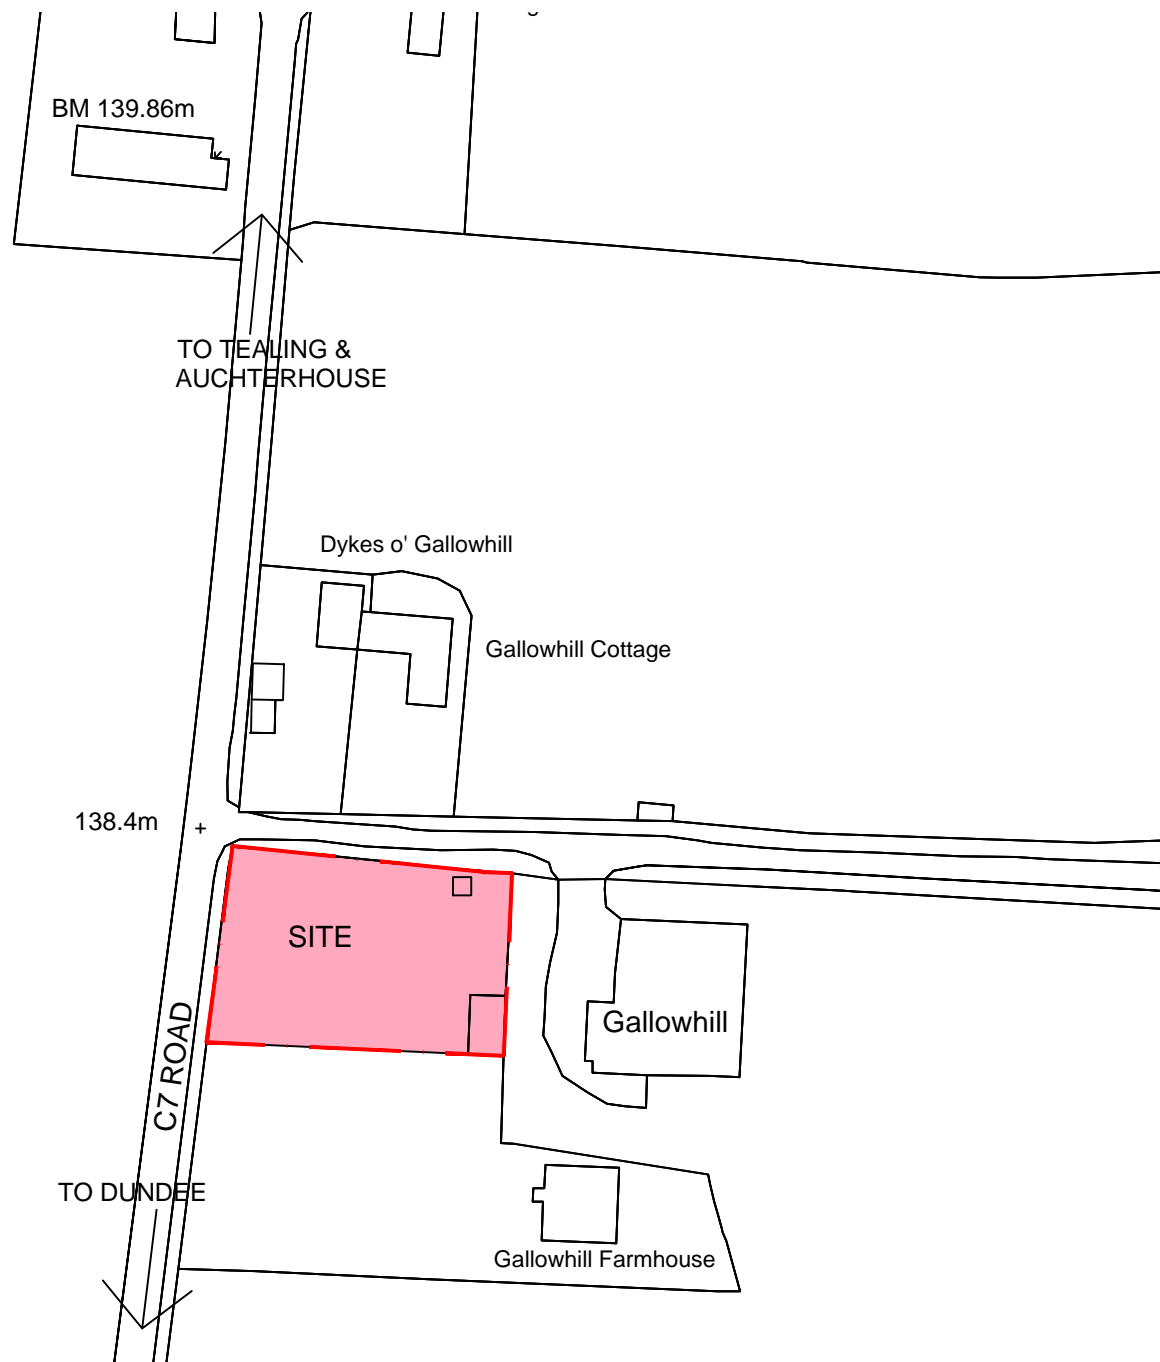 BM 139.86m
TO TEALING &
AUCHTERHOUSE
Dykes o' Gallowhill
Gallowhill Cottage
138.4m
SITE
Gallowhill
C7 ROAD
TO DUNDEE
Gallowhill Farmhouse